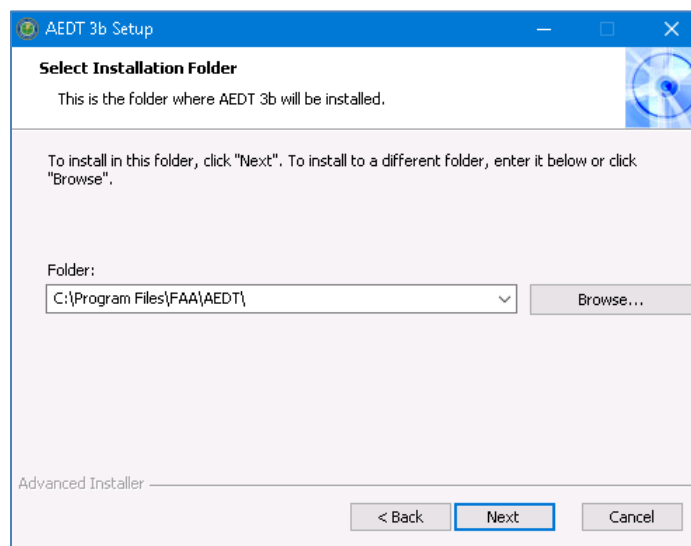 AEDT 3b Setup
Select Installation Folder
This is the folder where AEDT 3b will be installed.
To install in this folder, click "Next". To install to a different folder, enter it below or click
"Browse".
Folder:
C:\Program Files\FAA\AEDT\
Browse...
Advanced Installer
< Back
Next
Cancel